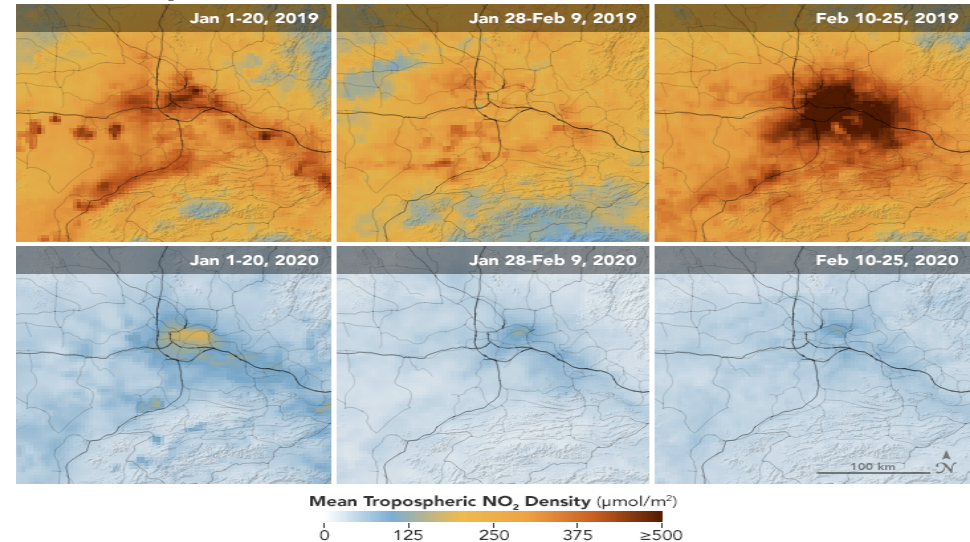 Jan 1-20, 2019
Jan 28-Feb 9, 2019
Feb 10-25, 2019
Jan 1-20, 2020
Jan 28-Feb 9, 2020
Feb 10-25, 2020
100 km
N
Mean Tropospheric NO₂ Density (μmol/m²)
0 125 250 375 ≥500